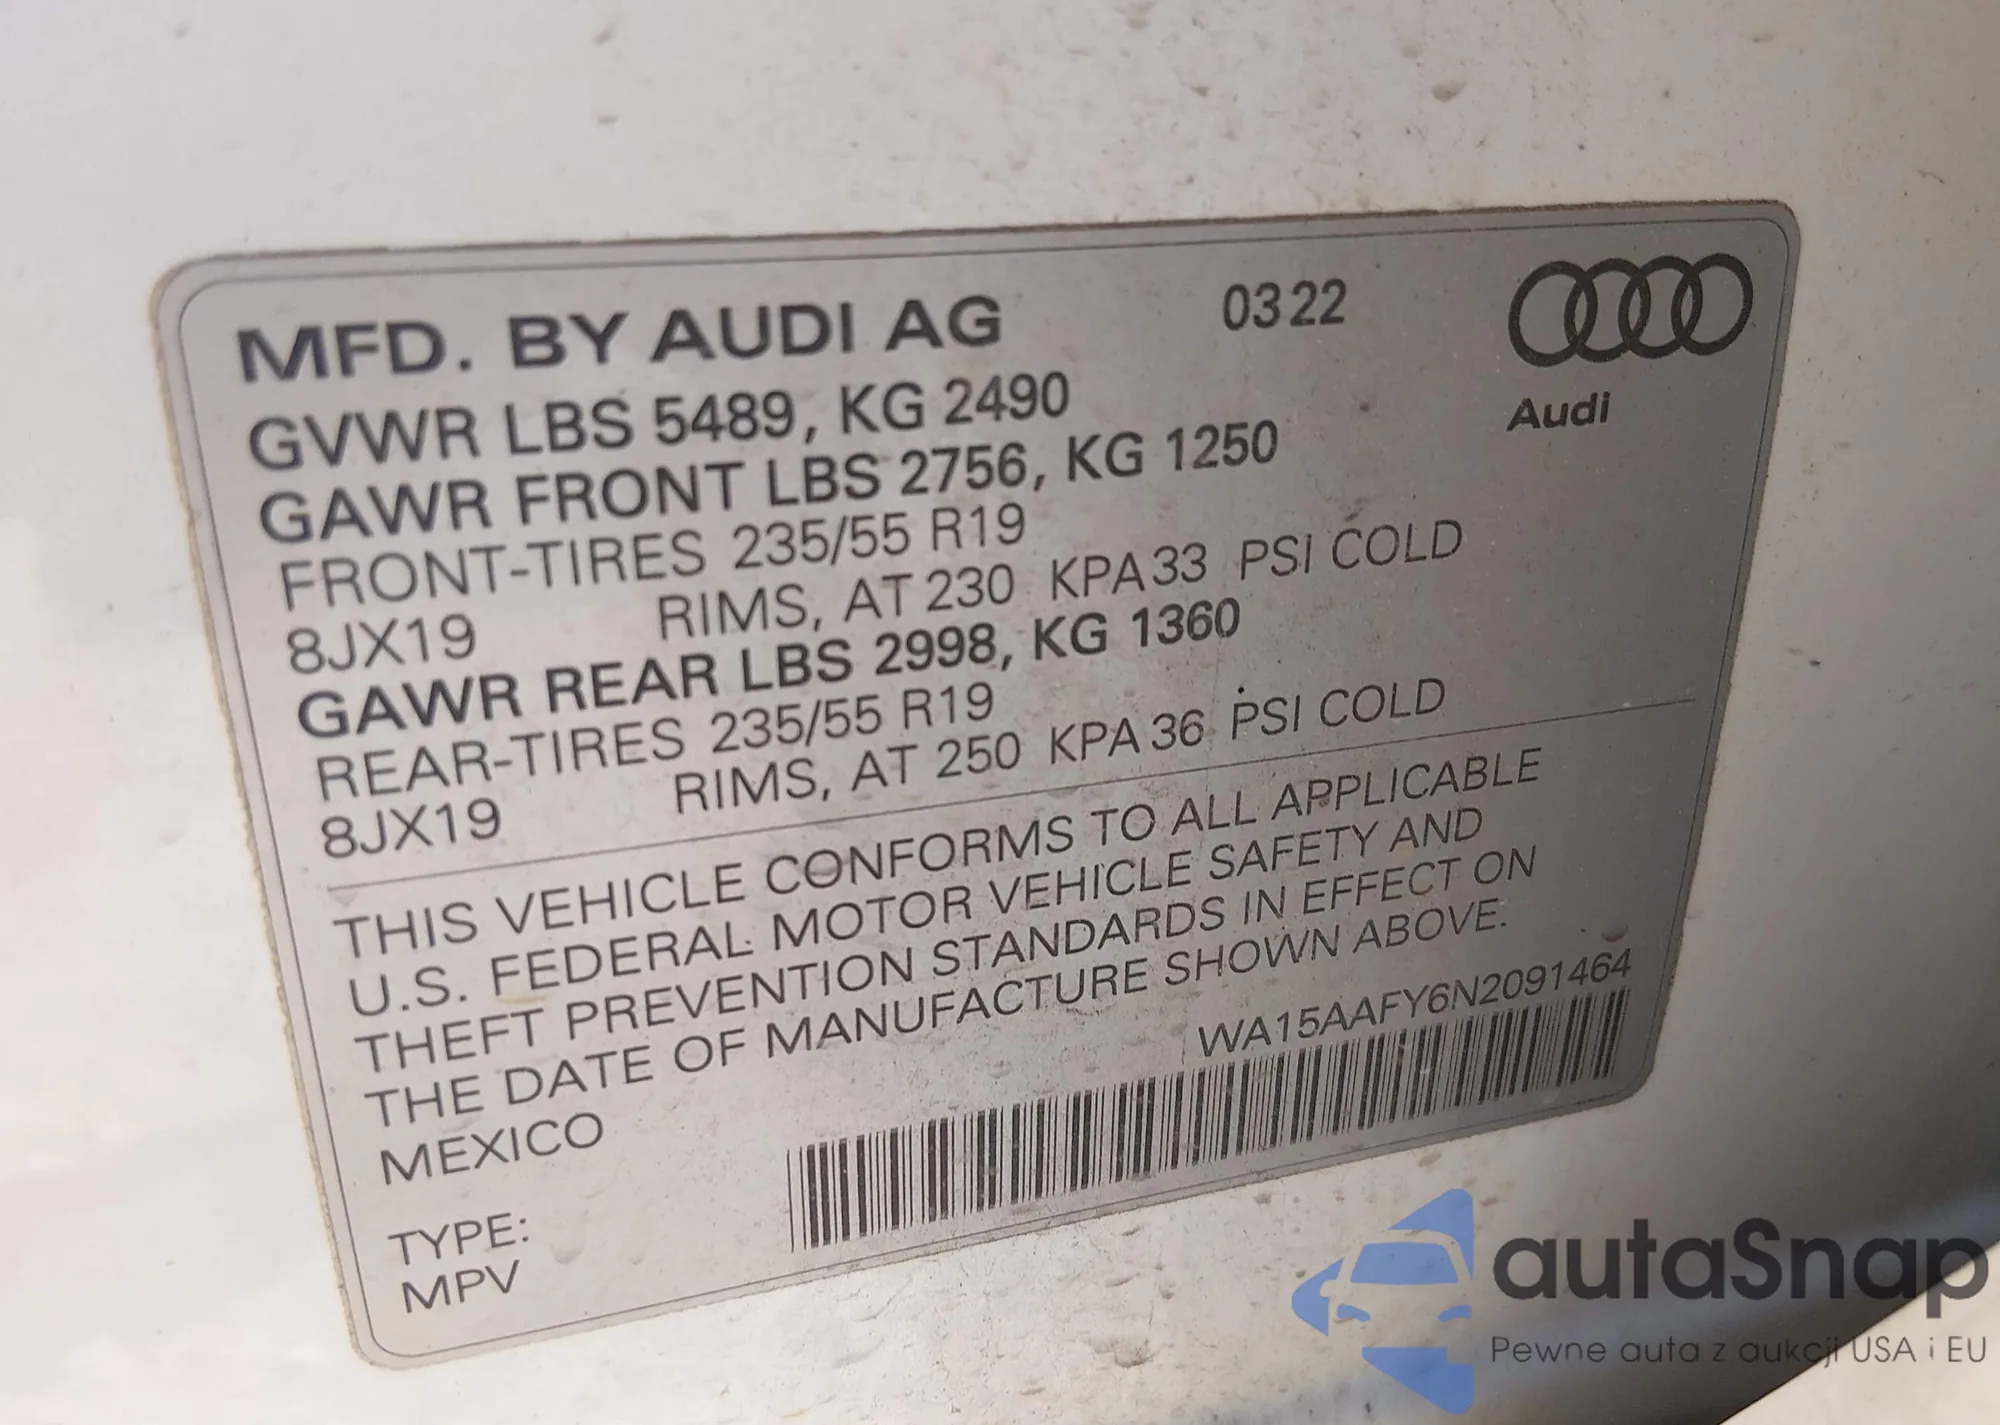 MFD. BY AUDI AG 03 22
Audi
GVWR LBS 5489, KG 2490
GAWR FRONT LBS 2756, KG 1250
FRONT-TIRES 235/55 R19
8JX19 RIMS, AT 230 KPA 33 PSI COLD
GAWR REAR LBS 2998, KG 1360
REAR-TIRES 235/55 R19
8JX19 RIMS, AT 250 KPA 36 PSI COLD
THIS VEHICLE CONFORMS TO ALL APPLICABLE
U.S. FEDERAL MOTOR VEHICLE SAFETY AND
THEFT PREVENTION STANDARDS IN EFFECT ON
THE DATE OF MANUFACTURE SHOWN ABOVE.
MEXICO
WA15AAFY6N2091464
TYPE:
MPV
autaSnap
Pewne auta z aukcji USA i EU